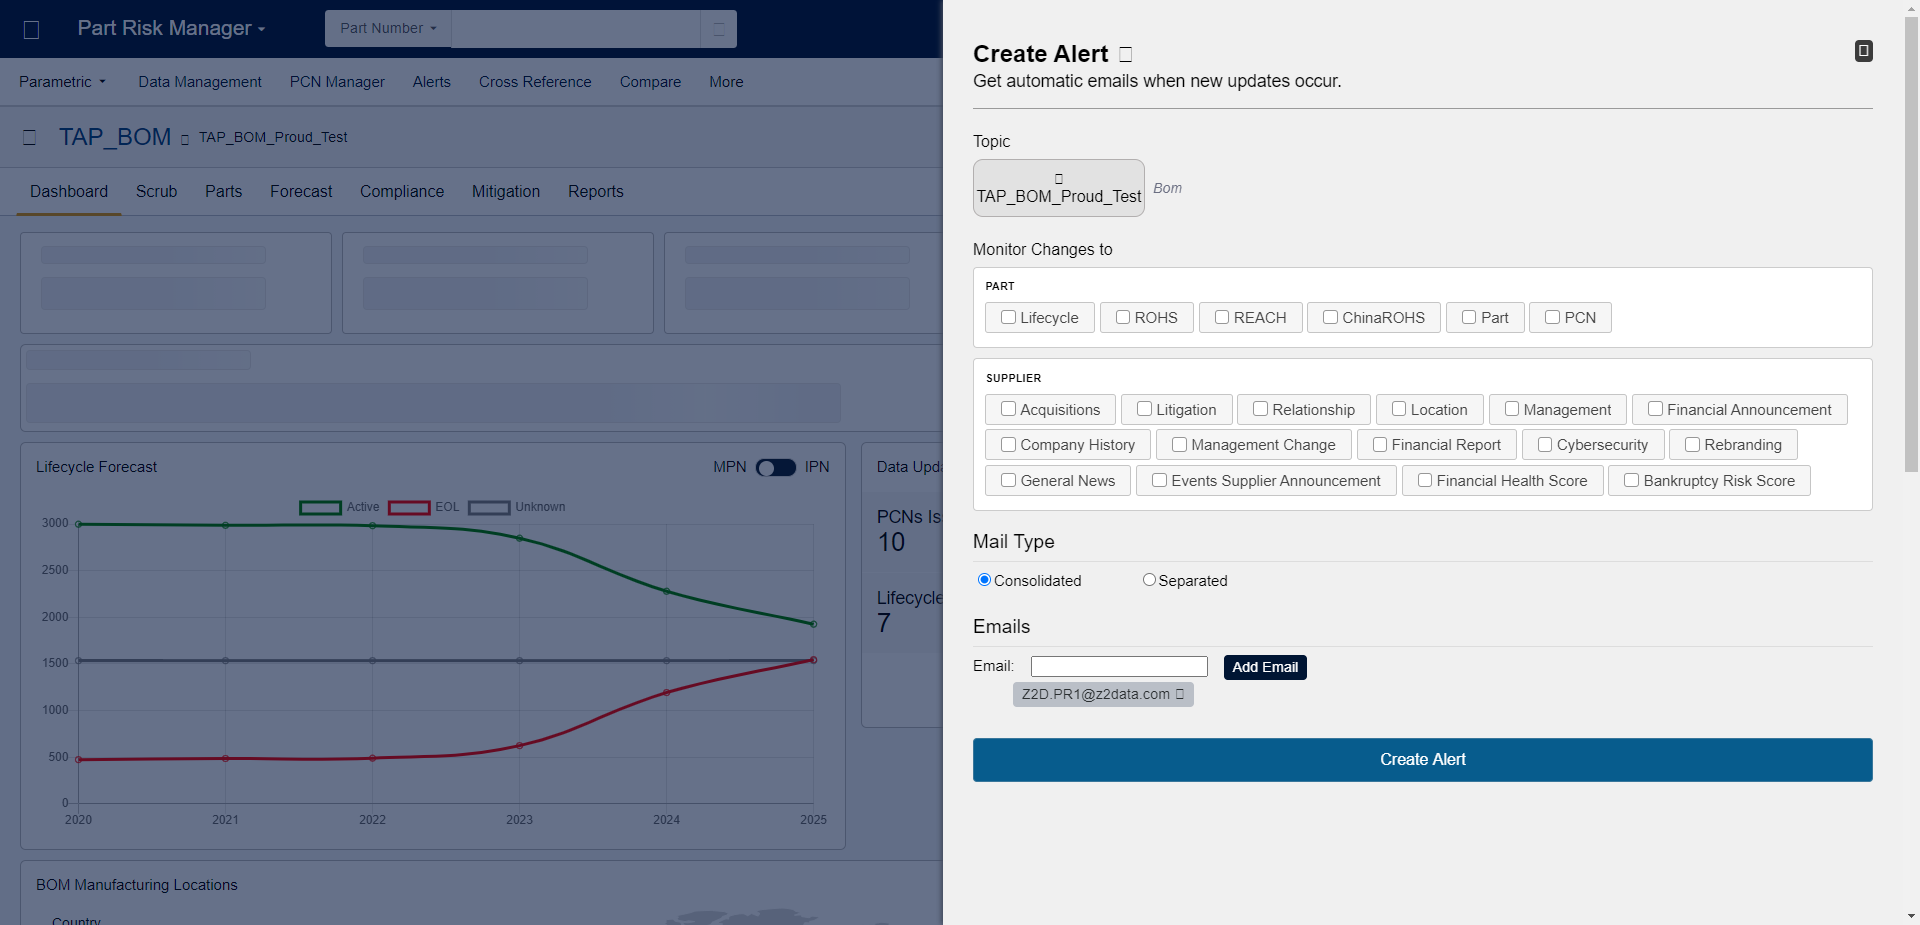 Part Risk Manager
Part Number
Parametric Data Management PCN Manager Alerts Cross Reference Compare More
TAP_BOM TAP_BOM_Proud_Test
Dashboard Scrub Parts Forecast Compliance Mitigation Reports
Lifecycle Forecast MPN IPN
Active EOL Unknown
3000
2500
2000
1500
1000
500
0
2020 2021 2022 2023 2024 2025
PCNs Is
10
Lifecycle
7
BOM Manufacturing Locations
Country
Create Alert
Get automatic emails when new updates occur.
Topic
TAP_BOM_Proud_Test Bom
Monitor Changes to
PART
Lifecycle ROHS REACH ChinaROHS Part PCN
SUPPLIER
Acquisitions Litigation Relationship Location Management Financial Announcement
Company History Management Change Financial Report Cybersecurity Rebranding
General News Events Supplier Announcement Financial Health Score Bankruptcy Risk Score
Mail Type
Consolidated Separated
Emails
Email: Add Email
Z2D.PR1@z2data.com
Create Alert